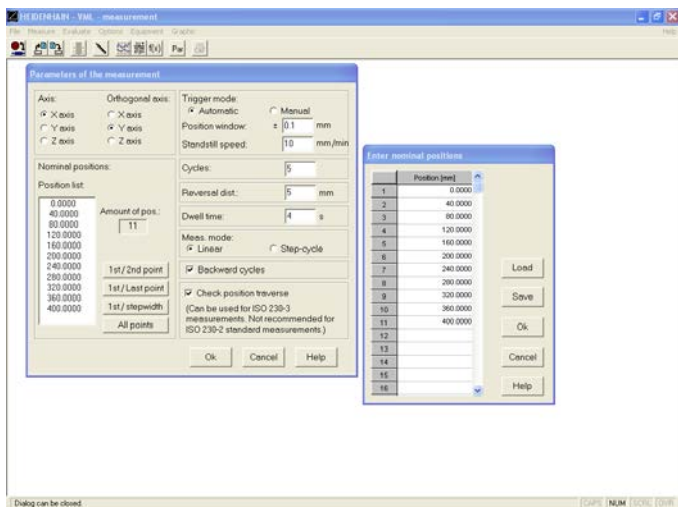 HEIDENHAIN - VML - measurement
File Measure Evaluate Options Equipment Graphic Help
f(x) Par
Parameters of the measurement
Axis: Orthogonal axis:
X axis X axis
Y axis Y axis
Z axis Z axis
Trigger mode:
Automatic Manual
Position window: ± 0.1 mm
Standstill speed: 10 mm/min
Nominal positions:
Position list:
0.0000
40.0000
80.0000
120.0000
160.0000
200.0000
240.0000
280.0000
320.0000
360.0000
400.0000
Amount of pos.:
11
1st/2nd point
1st/Last point
1st/stepwidth
All points
Cycles: 5
Reversal dist.: 5 mm
Dwell time: 4 s
Meas. mode:
Linear Step-cycle
Backward cycles
Check position traverse
(Can be used for ISO 230-3
measurements. Not recommended for
ISO 230-2 standard measurements.)
Ok Cancel Help
Enter nominal positions
Position [mm]
1 0.0000
2 40.0000
3 80.0000
4 120.0000
5 160.0000
6 200.0000
7 240.0000
8 280.0000
9 320.0000
10 360.0000
11 400.0000
12
13
14
15
16
Load
Save
Ok
Cancel
Help
Dialog can be closed. CAPS NUM SCRL OVR